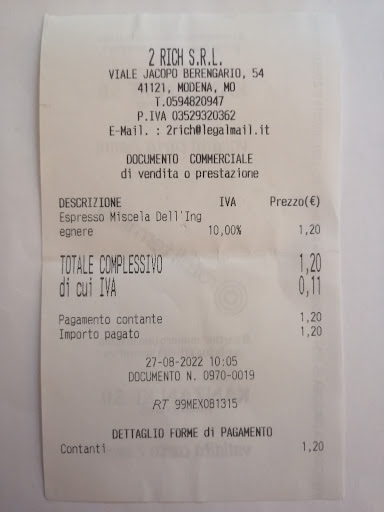 2 RICH S.R.L.
VIALE JACOPO BERENGARIO, 54
41121, MODENA, MO
T.0594820947
P.IVA 03529320362
E-Mail. : 2rich@legalmail.it
DOCUMENTO COMMERCIALE
di vendita o prestazione
DESCRIZIONE IVA Prezzo(€)
Espresso Miscela Dell'Ing
egnere 10,00% 1,20
TOTALE COMPLESSIVO 1,20
di cui IVA 0,11
Pagamento contante 1,20
Importo pagato 1,20
27-08-2022 10:05
DOCUMENTO N. 0970-0019
RT 99MEX081315
DETTAGLIO FORME di PAGAMENTO
Contanti 1,20